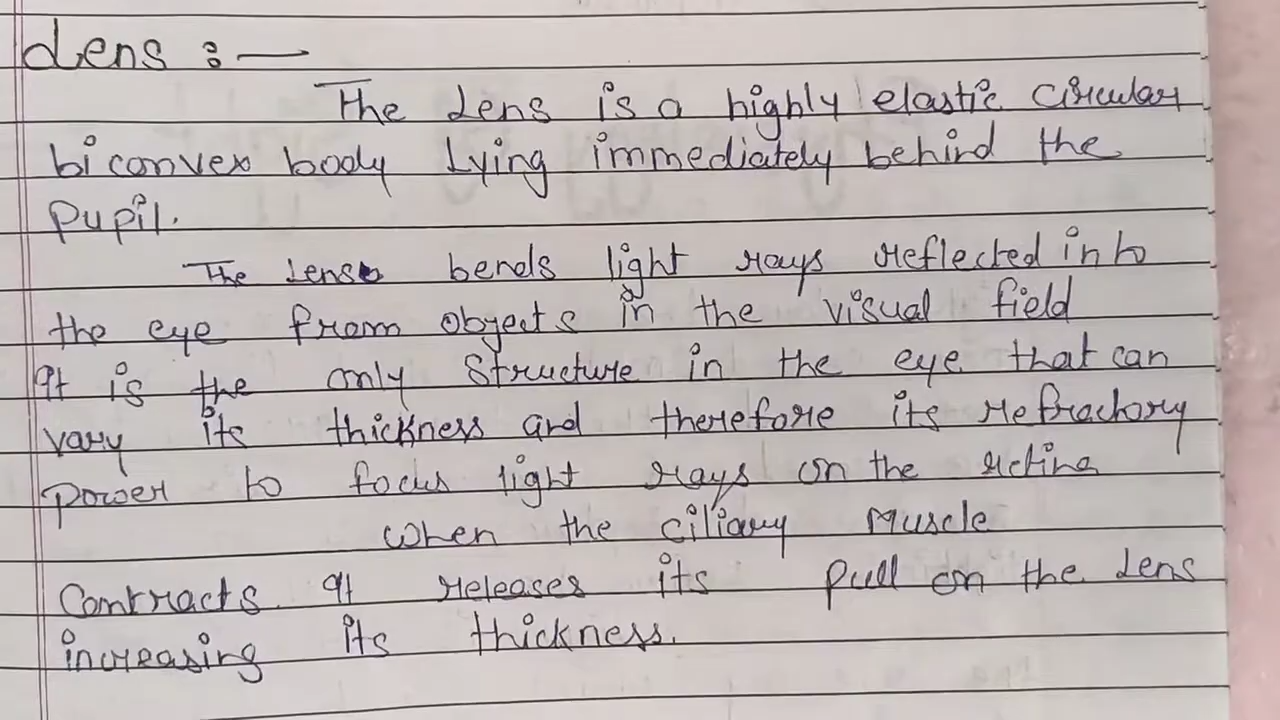 Lens :—
The Lens is a highly elastic circular
biconvex body Lying immediately behind the
pupil.
The Lens bends light rays reflected into
the eye from objects in the visual field
It is the only structure in the eye that can
vary its thickness and therefore its refractory
power to focus light rays on the retina
when the ciliary muscle
Contracts It releases its pull on the Lens
increasing its thickness.